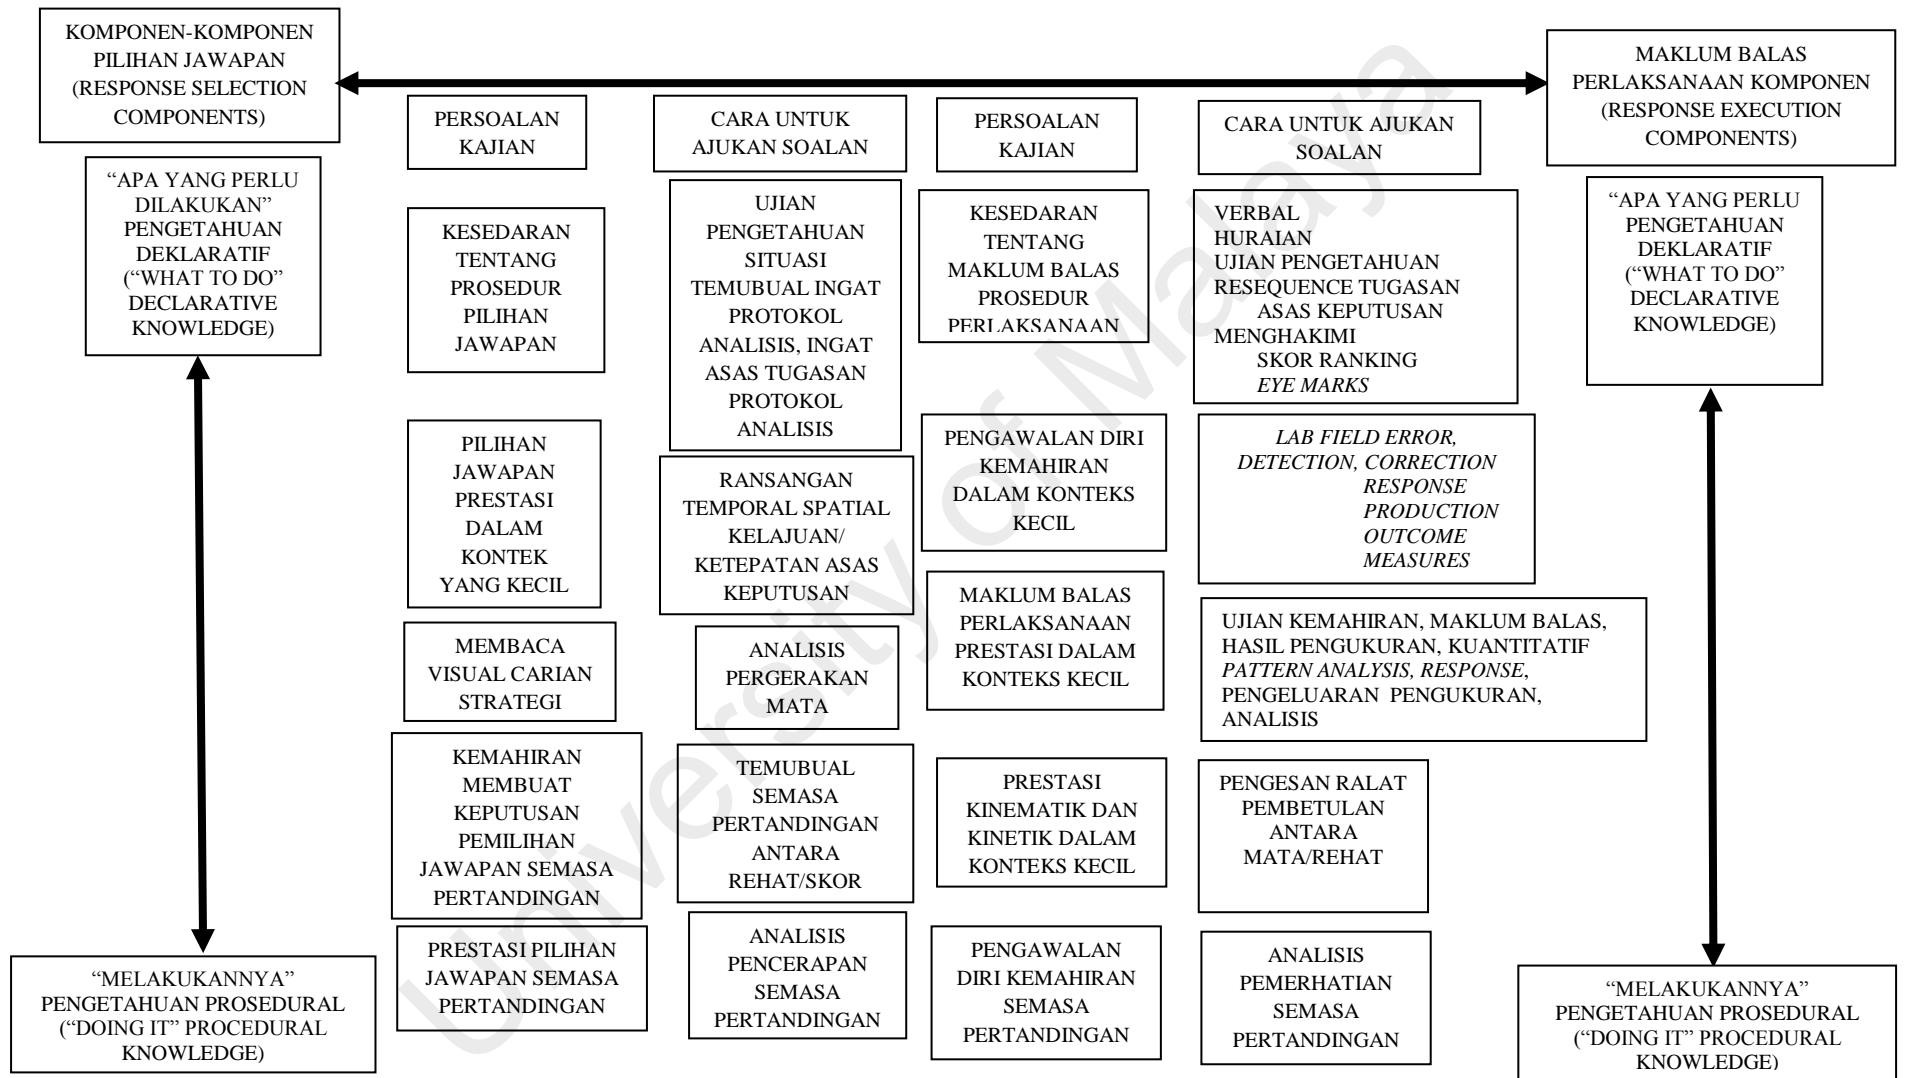 KOMPONEN-KOMPONEN
PILIHAN JAWAPAN
(RESPONSE SELECTION
COMPONENTS)
MAKLUM BALAS
PERLAKSANAAN KOMPONEN
(RESPONSE EXECUTION
COMPONENTS)
PERSOALAN
KAJIAN
CARA UNTUK
AJUKAN SOALAN
PERSOALAN
KAJIAN
CARA UNTUK AJUKAN
SOALAN
“APA YANG PERLU
DILAKUKAN”
PENGETAHUAN
DEKLARATIF
(“WHAT TO DO”
DECLARATIVE
KNOWLEDGE)
KESEDARAN
TENTANG
PROSEDUR
PILIHAN
JAWAPAN
UJIAN
PENGETAHUAN
SITUASI
TEMUBUAL INGAT
PROTOKOL
ANALISIS, INGAT
ASAS TUGASAN
PROTOKOL
ANALISIS
KESEDARAN
TENTANG
MAKLUM BALAS
PROSEDUR
PERLAKSANAAN
VERBAL
HURAIAN
UJIAN PENGETAHUAN
RESEQUENCE TUGASAN
ASAS KEPUTUSAN
MENGHAKIMI
SKOR RANKING
EYE MARKS
“APA YANG PERLU
PENGETAHUAN
DEKLARATIF
(“WHAT TO DO”
DECLARATIVE
KNOWLEDGE)
PILIHAN
JAWAPAN
PRESTASI
DALAM
KONTEK
YANG KECIL
RANSANGAN
TEMPORAL SPATIAL
KELAJUAN/
KETEPATAN ASAS
KEPUTUSAN
PENGAWALAN DIRI
KEMAHIRAN
DALAM KONTEKS
KECIL
LAB FIELD ERROR,
DETECTION, CORRECTION
RESPONSE
PRODUCTION
OUTCOME
MEASURES
MEMBACA
VISUAL CARIAN
STRATEGI
ANALISIS
PERGERAKAN
MATA
MAKLUM BALAS
PERLAKSANAAN
PRESTASI DALAM
KONTEKS KECIL
UJIAN KEMAHIRAN, MAKLUM BALAS,
HASIL PENGUKURAN, KUANTITATIF
PATTERN ANALYSIS, RESPONSE,
PENGELUARAN PENGUKURAN,
ANALISIS
KEMAHIRAN
MEMBUAT
KEPUTUSAN
PEMILIHAN
JAWAPAN SEMASA
PERTANDINGAN
TEMUBUAL
SEMASA
PERTANDINGAN
ANTARA
REHAT/SKOR
PRESTASI
KINEMATIK DAN
KINETIK DALAM
KONTEKS KECIL
PENGESAN RALAT
PEMBETULAN
ANTARA
MATA/REHAT
“MELAKUKANNYA”
PENGETAHUAN PROSEDURAL
(“DOING IT” PROCEDURAL
KNOWLEDGE)
PRESTASI PILIHAN
JAWAPAN SEMASA
PERTANDINGAN
ANALISIS
PENCERAPAN
SEMASA
PERTANDINGAN
PENGAWALAN
DIRI KEMAHIRAN
SEMASA
PERTANDINGAN
ANALISIS
PEMERHATIAN
SEMASA
PERTANDINGAN
“MELAKUKANNYA”
PENGETAHUAN PROSEDURAL
(“DOING IT” PROCEDURAL
KNOWLEDGE)
University of Malaya